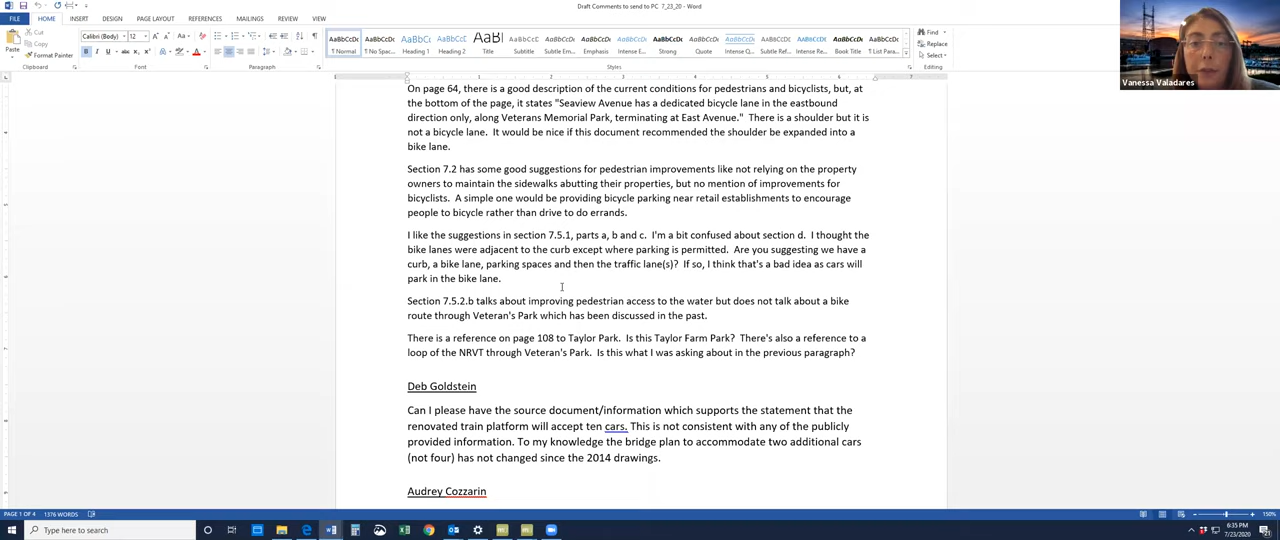 Draft Comments to send to PC 7_23_20 - Word
FILE HOME INSERT DESIGN PAGE LAYOUT REFERENCES MAILINGS REVIEW VIEW
Paste
Cut
Copy
Format Painter
Clipboard
Calibri (Body) 12
Font
Paragraph
¶ Normal ¶ No Spac... Heading 1 Heading 2 Title Subtitle Subtle Em... Emphasis Intense E... Strong Quote Intense Q... Subtle Ref... Intense Re... Book Title ¶ List Para...
Styles
Find
Replace
Select
Editing
Vanessa Valadares
On page 64, there is a good description of the current conditions for pedestrians and bicyclists, but, at
the bottom of the page, it states "Seaview Avenue has a dedicated bicycle lane in the eastbound
direction only, along Veterans Memorial Park, terminating at East Avenue." There is a shoulder but it is
not a bicycle lane. It would be nice if this document recommended the shoulder be expanded into a
bike lane.
Section 7.2 has some good suggestions for pedestrian improvements like not relying on the property
owners to maintain the sidewalks abutting their properties, but no mention of improvements for
bicyclists. A simple one would be providing bicycle parking near retail establishments to encourage
people to bicycle rather than drive to do errands.
I like the suggestions in section 7.5.1, parts a, b and c. I'm a bit confused about section d. I thought the
bike lanes were adjacent to the curb except where parking is permitted. Are you suggesting we have a
curb, a bike lane, parking spaces and then the traffic lane(s)? If so, I think that's a bad idea as cars will
park in the bike lane.
Section 7.5.2.b talks about improving pedestrian access to the water but does not talk about a bike
route through Veteran's Park which has been discussed in the past.
There is a reference on page 108 to Taylor Park. Is this Taylor Farm Park? There's also a reference to a
loop of the NRVT through Veteran's Park. Is this what I was asking about in the previous paragraph?
Deb Goldstein
Can I please have the source document/information which supports the statement that the
renovated train platform will accept ten cars. This is not consistent with any of the publicly
provided information. To my knowledge the bridge plan to accommodate two additional cars
(not four) has not changed since the 2014 drawings.
Audrey Cozzarin
PAGE 1 OF 4 1376 WORDS
150%
Type here to search
6:35 PM
7/23/2020